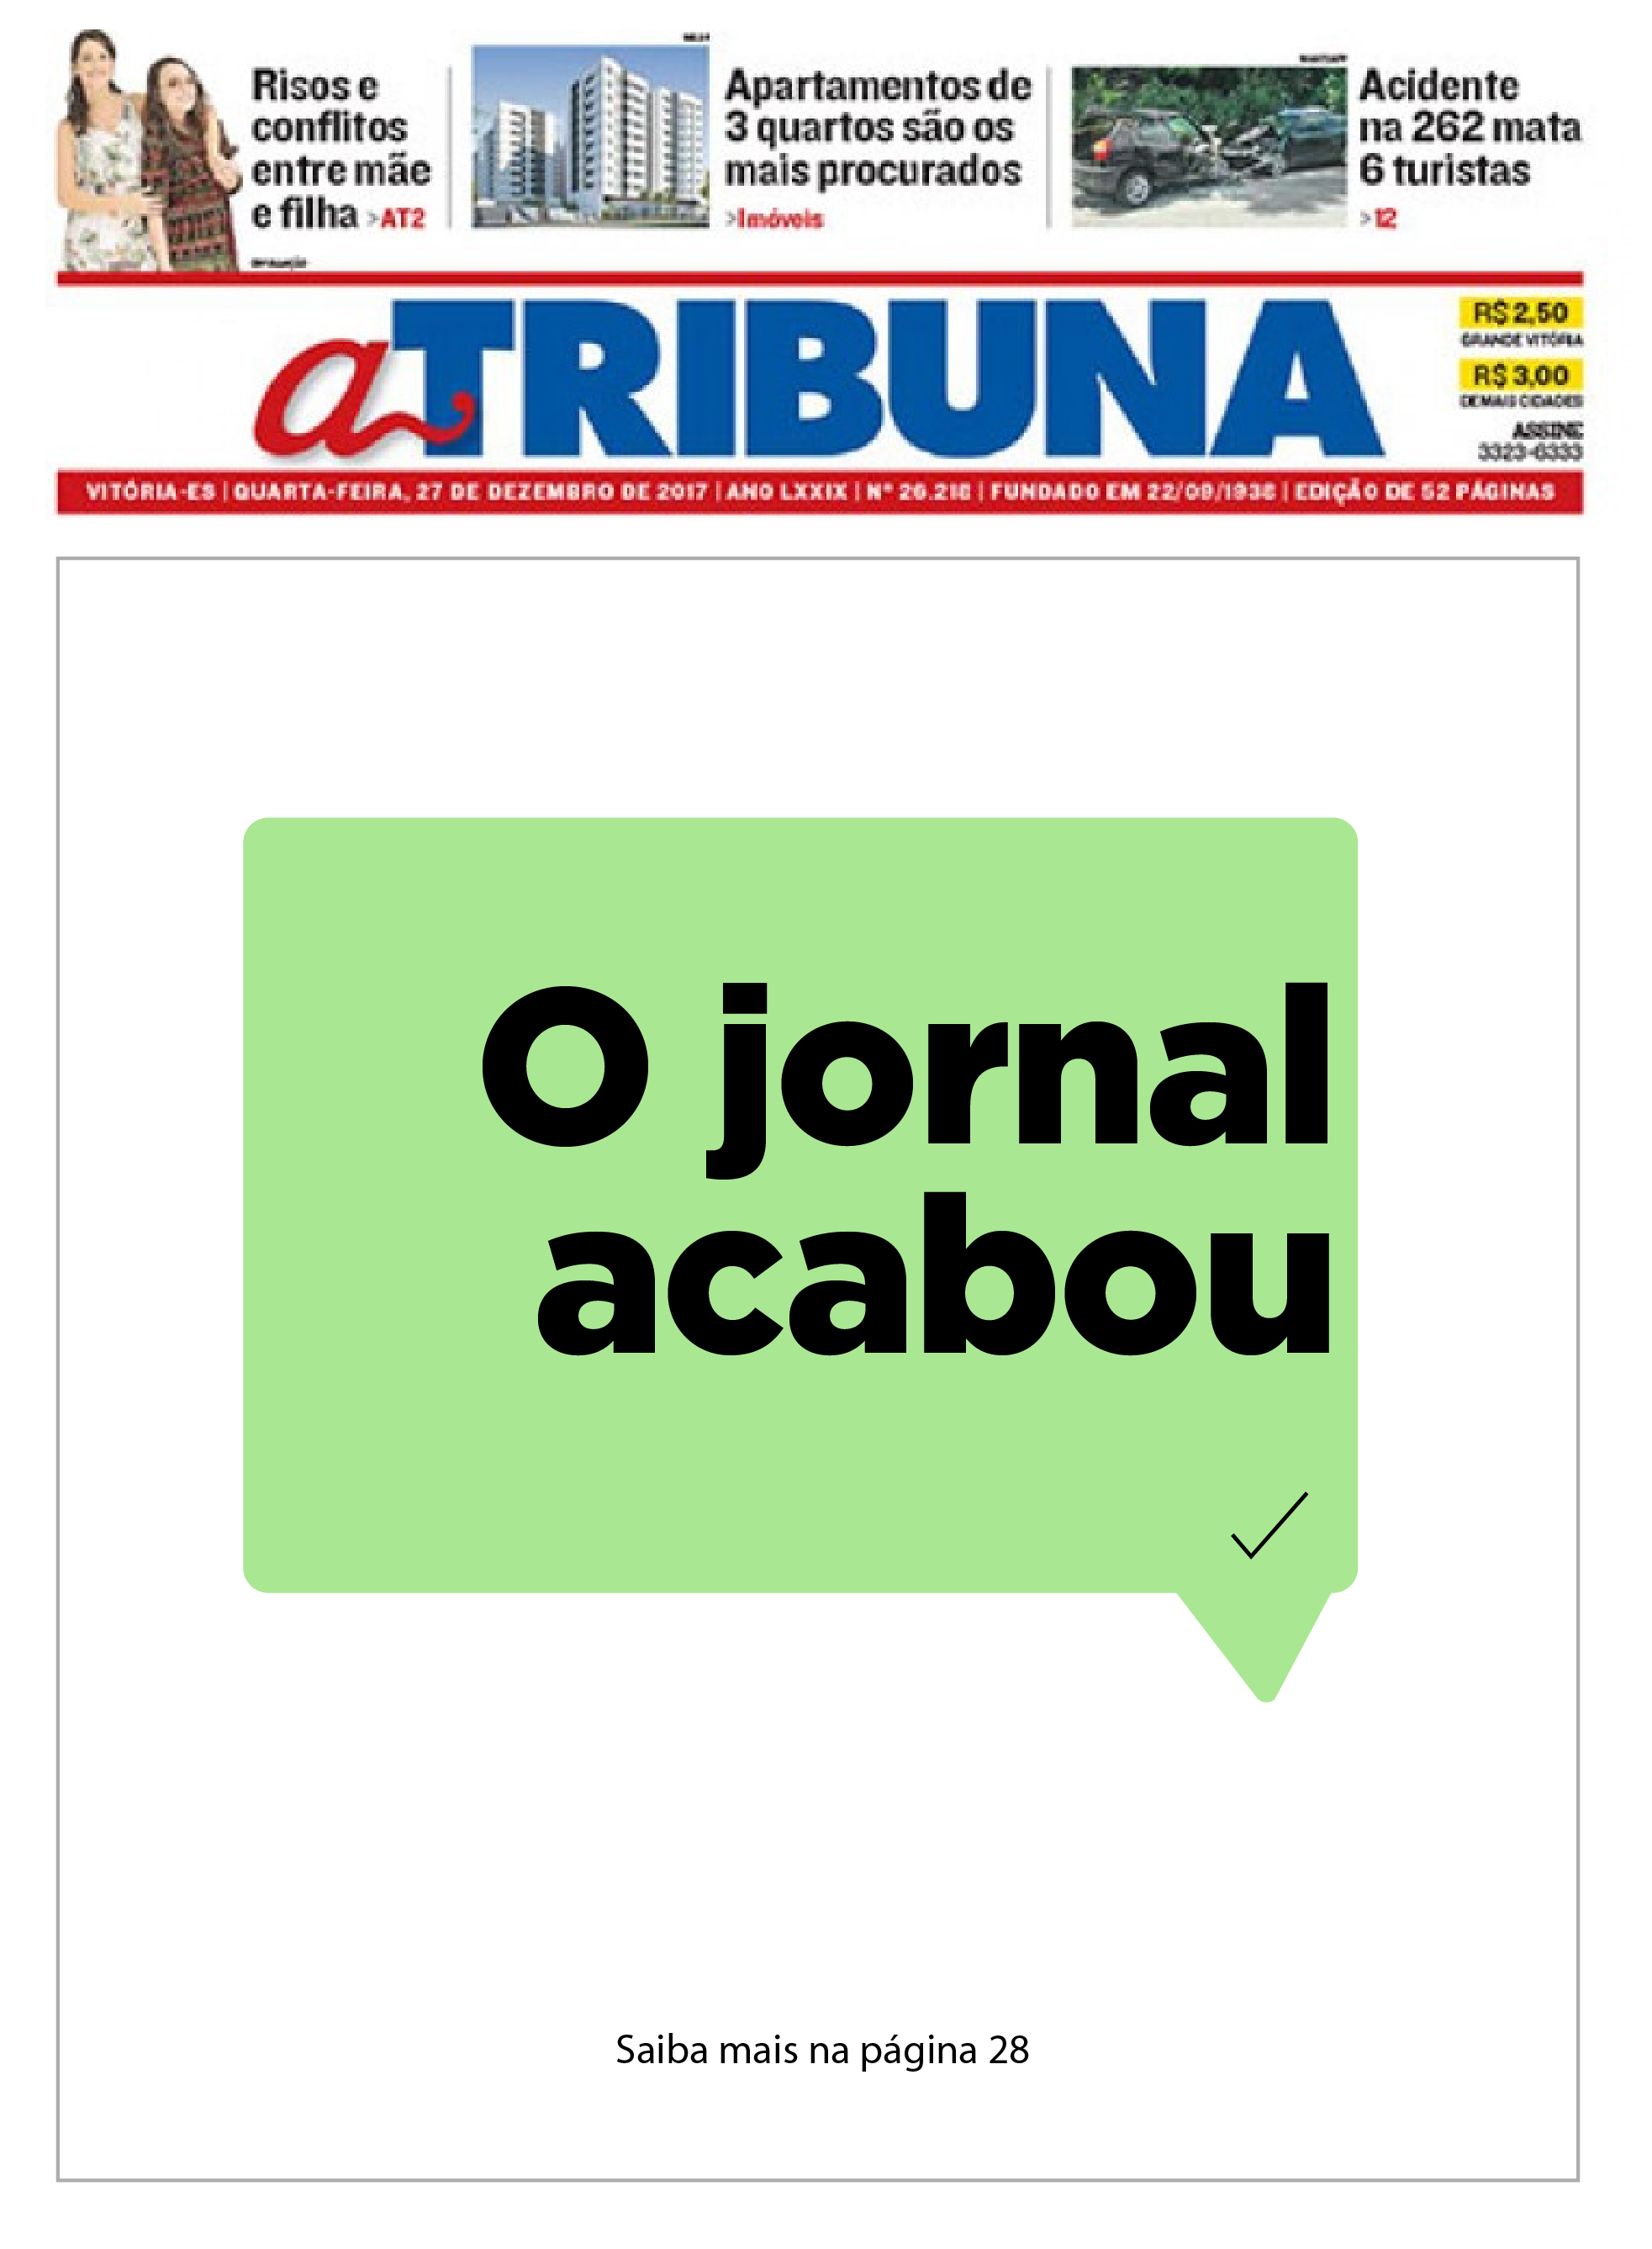 Risos e
conflitos
entre mãe
e filha >AT2
Apartamentos de
3 quartos são os
mais procurados
>Imóveis
Acidente
na 262 mata
6 turistas
>12
aTRIBUNA
R$ 2,50
GRANDE VITÓRIA
R$ 3,00
DEMAIS CIDADES
ASSINE
3323-6333
VITÓRIA-ES | QUARTA-FEIRA, 27 DE DEZEMBRO DE 2017 | ANO LXXIX | Nº 26.218 | FUNDADO EM 22/09/1938 | EDIÇÃO DE 52 PÁGINAS
O jornal
acabou
Saiba mais na página 28